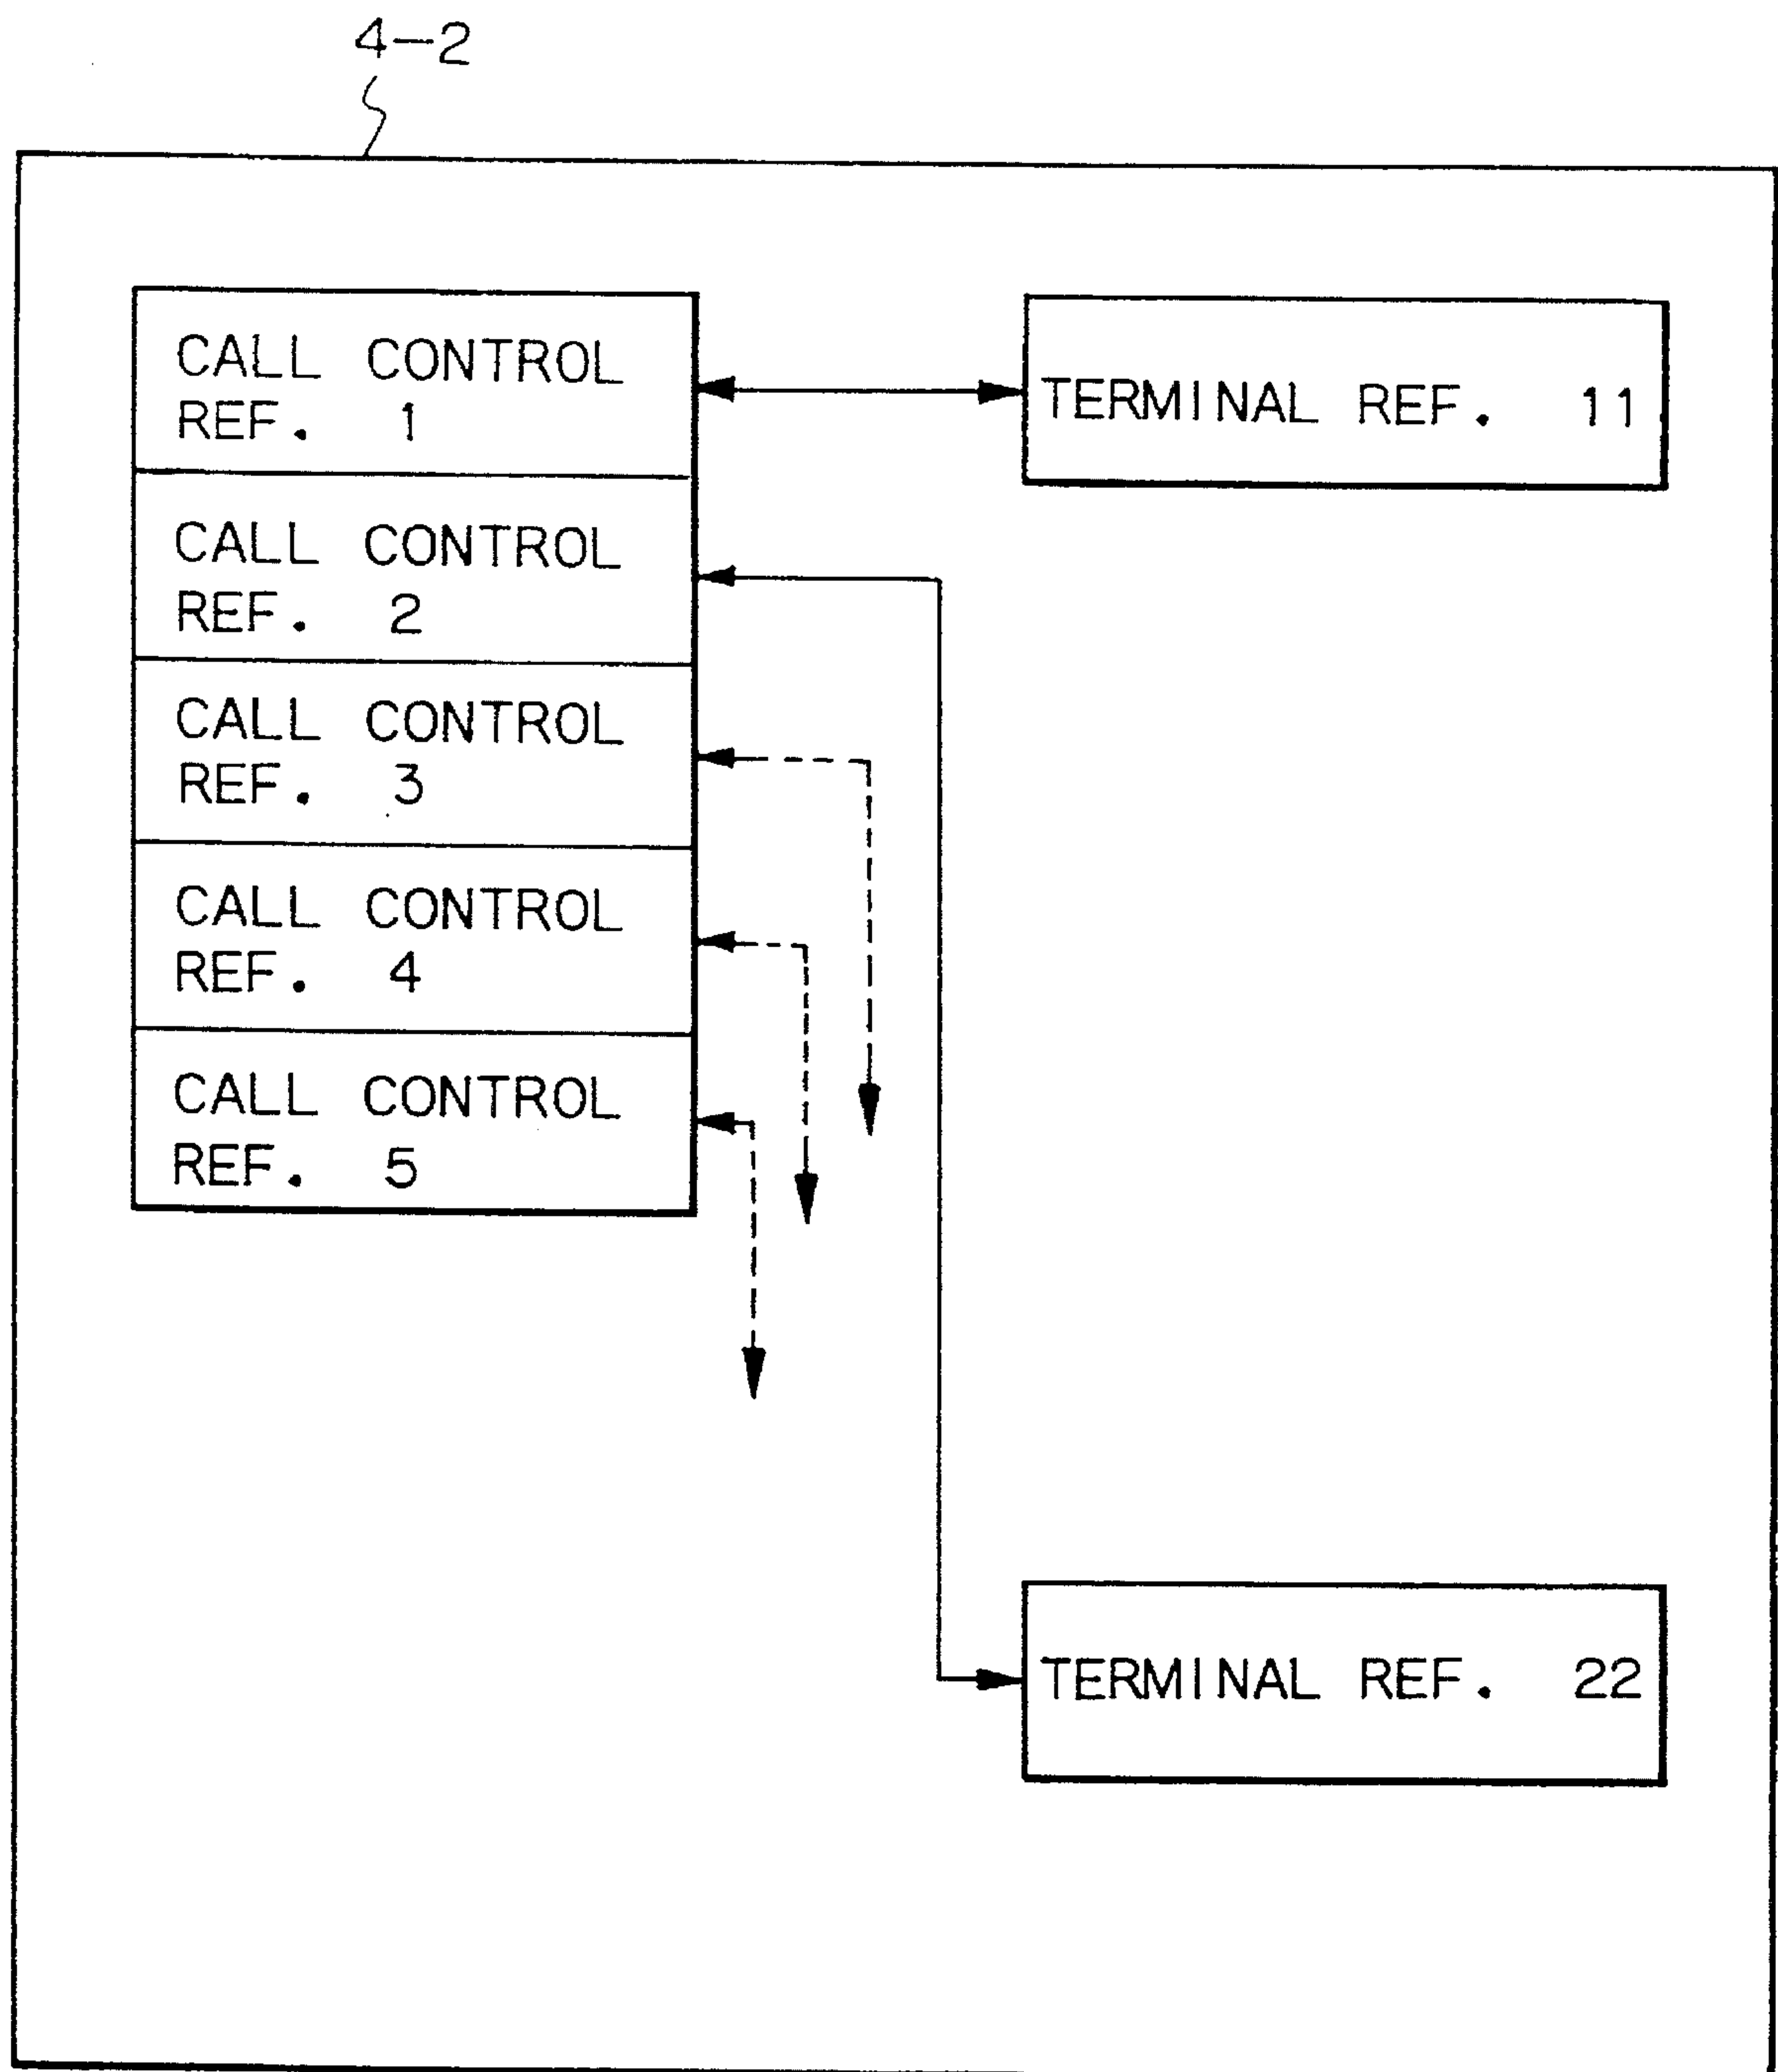 4-2
CALL CONTROL
REF. 1
TERMINAL REF. 11
CALL CONTROL
REF. 2
CALL CONTROL
REF. 3
CALL CONTROL
REF. 4
CALL CONTROL
REF. 5
TERMINAL REF. 22